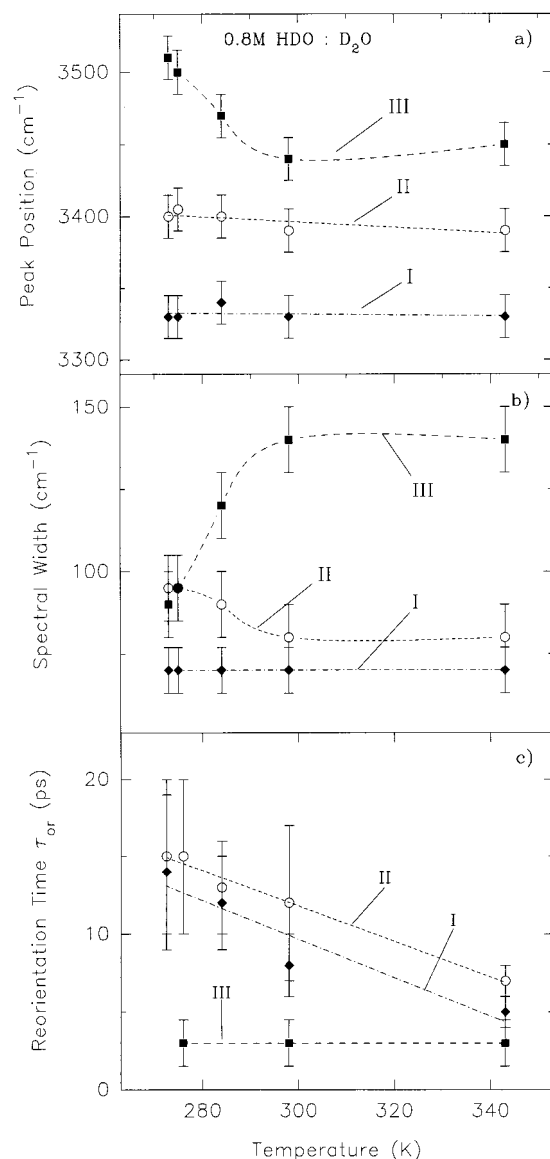 0.8M HDO : D₂O
a)
3500
3400
3300
Peak Position (cm⁻¹)
III
II
I
b)
150
100
Spectral Width (cm⁻¹)
III
II
I
c)
20
10
0
Reorientation Time τₒᵣ (ps)
II
I
III
280
300
320
340
Temperature (K)